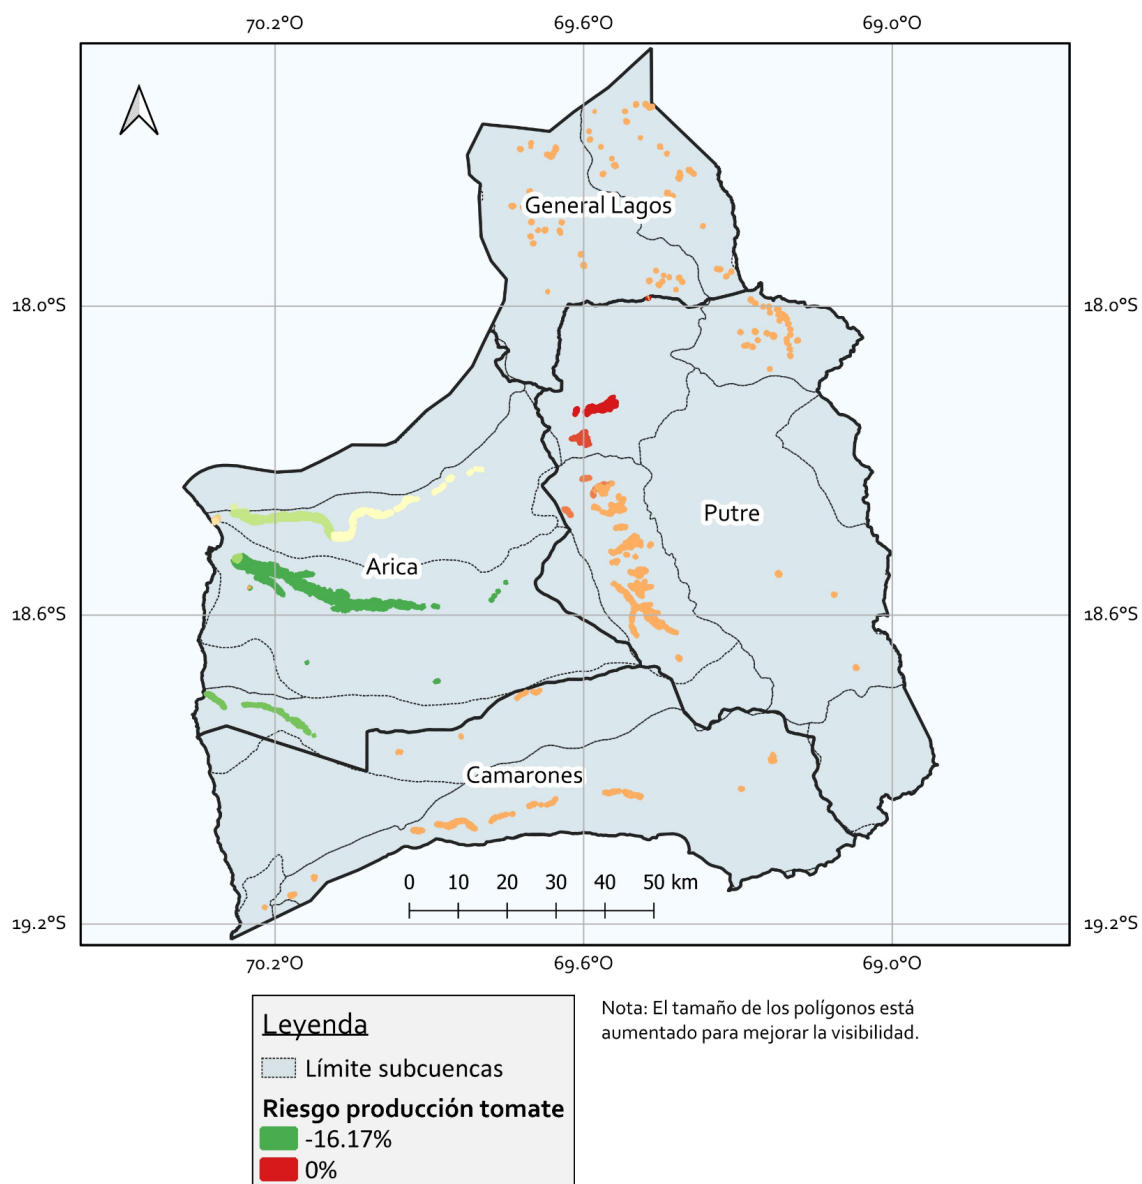 70.2°O 69.6°O 69.0°O
General Lagos
18.0°S 18.0°S
Putre
Arica
18.6°S 18.6°S
Camarones
0 10 20 30 40 50 km
19.2°S 19.2°S
70.2°O 69.6°O 69.0°O
Leyenda
Límite subcuencas
Riesgo producción tomate
-16.17%
0%
Nota: El tamaño de los polígonos está
aumentado para mejorar la visibilidad.